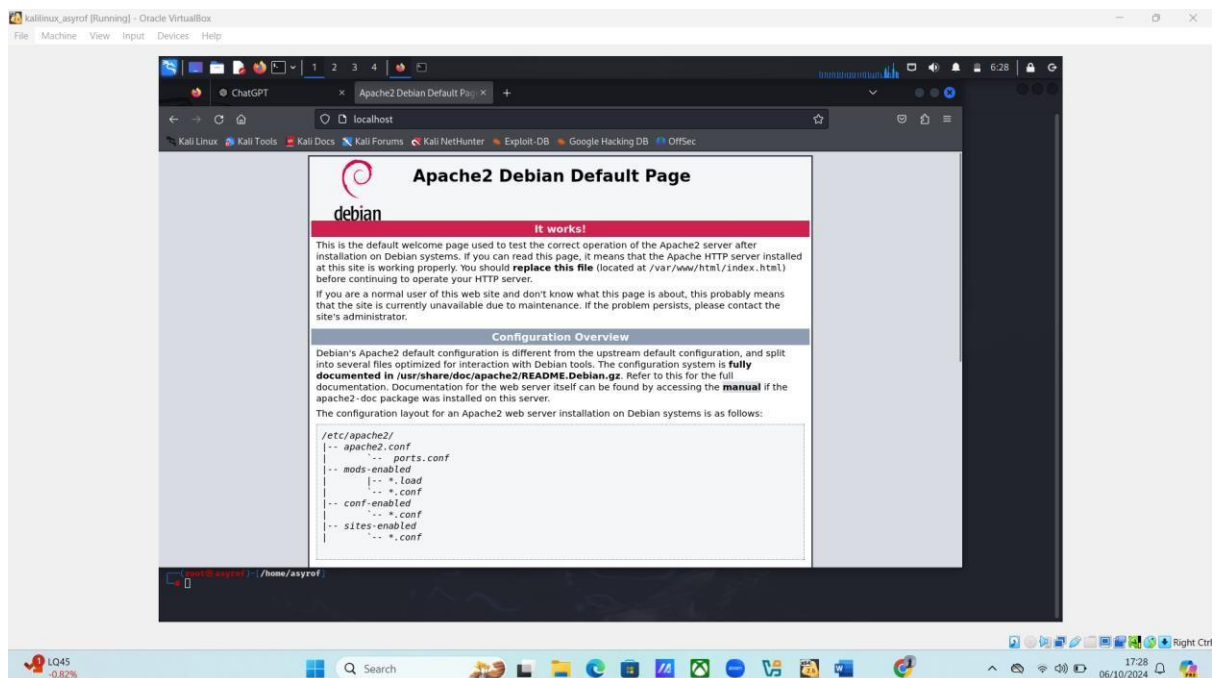 kalilinux_asyrof [Running] - Oracle VirtualBox
File Machine View Input Devices Help
1 2 3 4
6:28
ChatGPT
Apache2 Debian Default Pag
localhost
Kali Linux Kali Tools Kali Docs Kali Forums Kali NetHunter Exploit-DB Google Hacking DB OffSec
debian
Apache2 Debian Default Page
It works!
This is the default welcome page used to test the correct operation of the Apache2 server after
installation on Debian systems. If you can read this page, it means that the Apache HTTP server installed
at this site is working properly. You should replace this file (located at /var/www/html/index.html)
before continuing to operate your HTTP server.
If you are a normal user of this web site and don't know what this page is about, this probably means
that the site is currently unavailable due to maintenance. If the problem persists, please contact the
site's administrator.
Configuration Overview
Debian's Apache2 default configuration is different from the upstream default configuration, and split
into several files optimized for interaction with Debian tools. The configuration system is fully
documented in /usr/share/doc/apache2/README.Debian.gz. Refer to this for the full
documentation. Documentation for the web server itself can be found by accessing the manual if the
apache2-doc package was installed on this server.
The configuration layout for an Apache2 web server installation on Debian systems is as follows:
/etc/apache2/
|-- apache2.conf
|       `-- ports.conf
|-- mods-enabled
|       |-- *.load
|       `-- *.conf
|-- conf-enabled
|       `-- *.conf
|-- sites-enabled
|       `-- *.conf
(root㉿asyrof)-[/home/asyrof]
#
Right Ctrl
1
LQ45
-0.82%
Search
17:28
06/10/2024